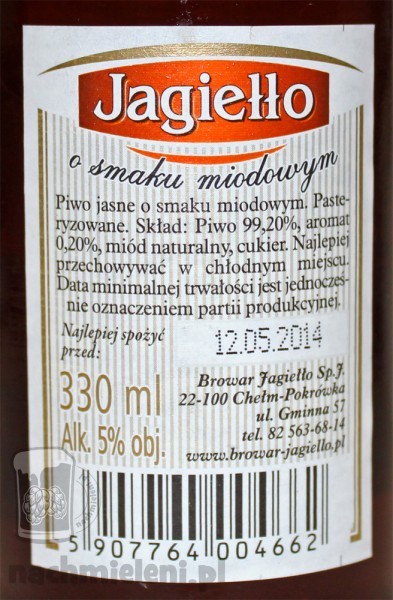 Jagiełło
o smaku miodowym
Piwo jasne o smaku miodowym. Paste-
ryzowane. Skład: Piwo 99,20%, aromat
0,20%, miód naturalny, cukier. Najlepiej
przechowywać w chłodnym miejscu.
Data minimalnej trwałości jest jednocześ-
nie oznaczeniem partii produkcyjnej.
Najlepiej spożyć
przed:
12.05.2014
330 ml
Alk. 5% obj.
Browar Jagiełło Sp.J.
22-100 Chełm-Pokrówka
ul. Gminna 57
tel. 82 563-68-14
www.browar-jagiello.pl
5 907764 004662
nachmieleni.pl